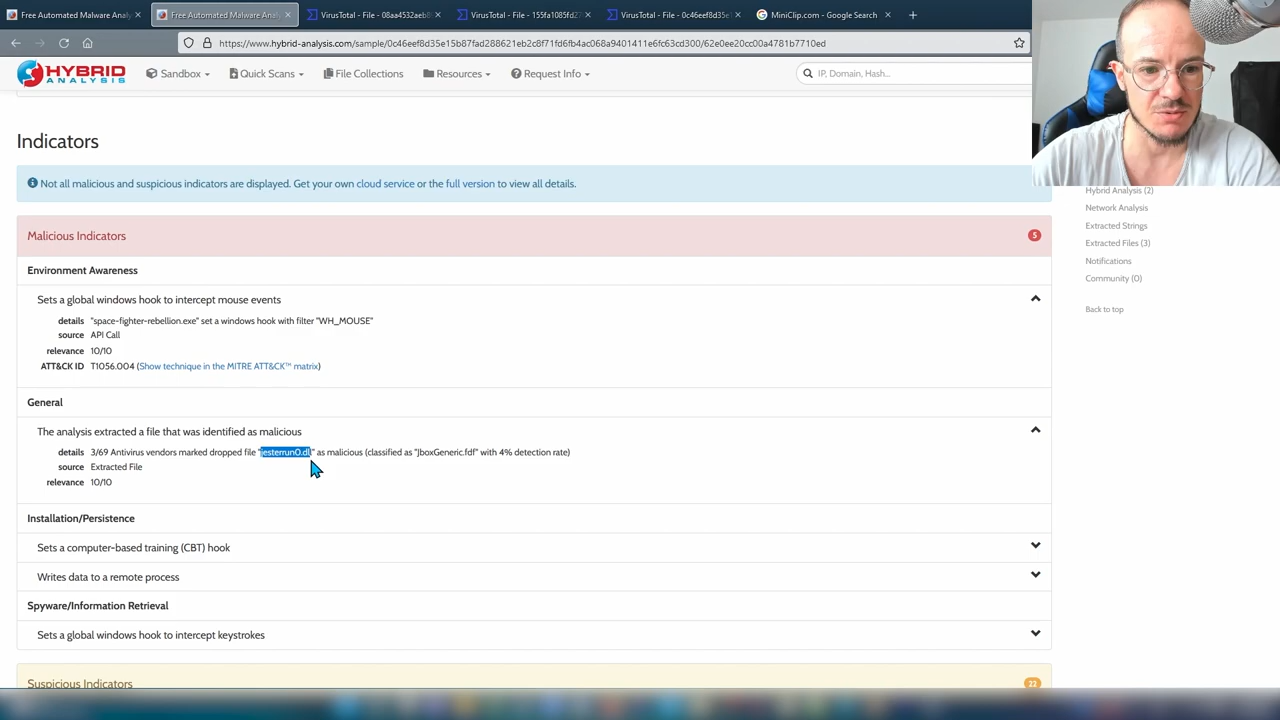 Free Automated Malware Analy
Free Automated Malware Analy
VirusTotal - File - 08aa4532aeb8
VirusTotal - File - 155fa1085fd27
VirusTotal - File - 0c46eef8d35e1
MiniClip.com - Google Search
https://www.hybrid-analysis.com/sample/0c46eef8d35e15b87fad288621eb2c8f71fd6fb4ac068a9401411e6fc63cd300/62e0ee20cc00a4781b7710ed
HYBRID
ANALYSIS
Sandbox
Quick Scans
File Collections
Resources
Request Info
IP, Domain, Hash...
Indicators
Not all malicious and suspicious indicators are displayed. Get your own cloud service or the full version to view all details.
Malicious Indicators
5
Environment Awareness
Sets a global windows hook to intercept mouse events
details "space-fighter-rebellion.exe" set a windows hook with filter "WH_MOUSE"
source API Call
relevance 10/10
ATT&CK ID T1056.004 (Show technique in the MITRE ATT&CK™ matrix)
General
The analysis extracted a file that was identified as malicious
details 3/69 Antivirus vendors marked dropped file "jesterrun0.dl" as malicious (classified as "JboxGeneric.fdf" with 4% detection rate)
source Extracted File
relevance 10/10
Installation/Persistence
Sets a computer-based training (CBT) hook
Writes data to a remote process
Spyware/Information Retrieval
Sets a global windows hook to intercept keystrokes
Suspicious Indicators
22
Hybrid Analysis (2)
Network Analysis
Extracted Strings
Extracted Files (3)
Notifications
Community (0)
Back to top